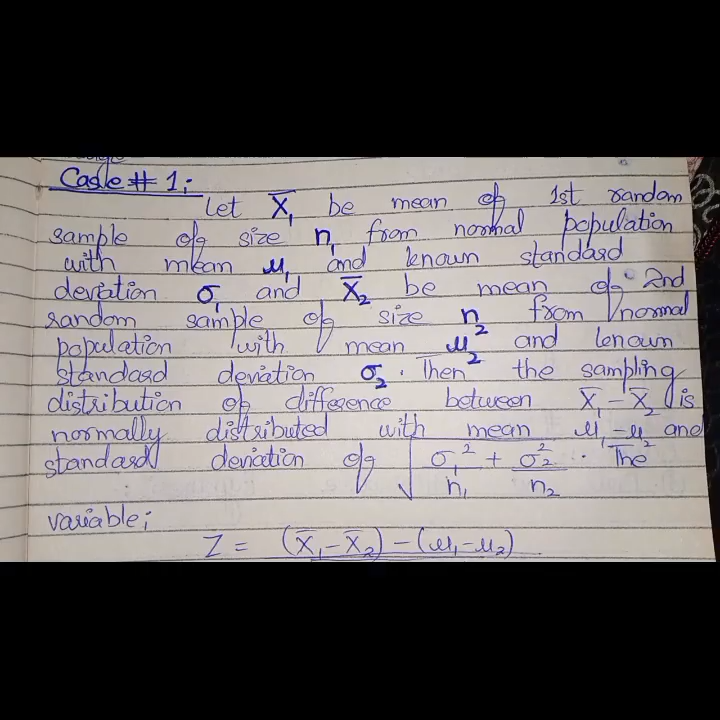 Case # 1;
Let X̄₁ be mean of 1st random
sample of size n₁ from normal population
with mean μ₁ and known standard
deviation σ₁ and X̄₂ be mean of 2nd
random sample of size n₂ from normal
population with mean μ₂ and known
standard deviation σ₂. Then the sampling
distribution of difference between X̄₁ - X̄₂ is
normally distributed with mean μ₁-μ₂ and
standard deviation of √(σ₁²/n₁ + σ₂²/n₂). The
variable;
Z = (X̄₁-X̄₂) - (μ₁-μ₂)